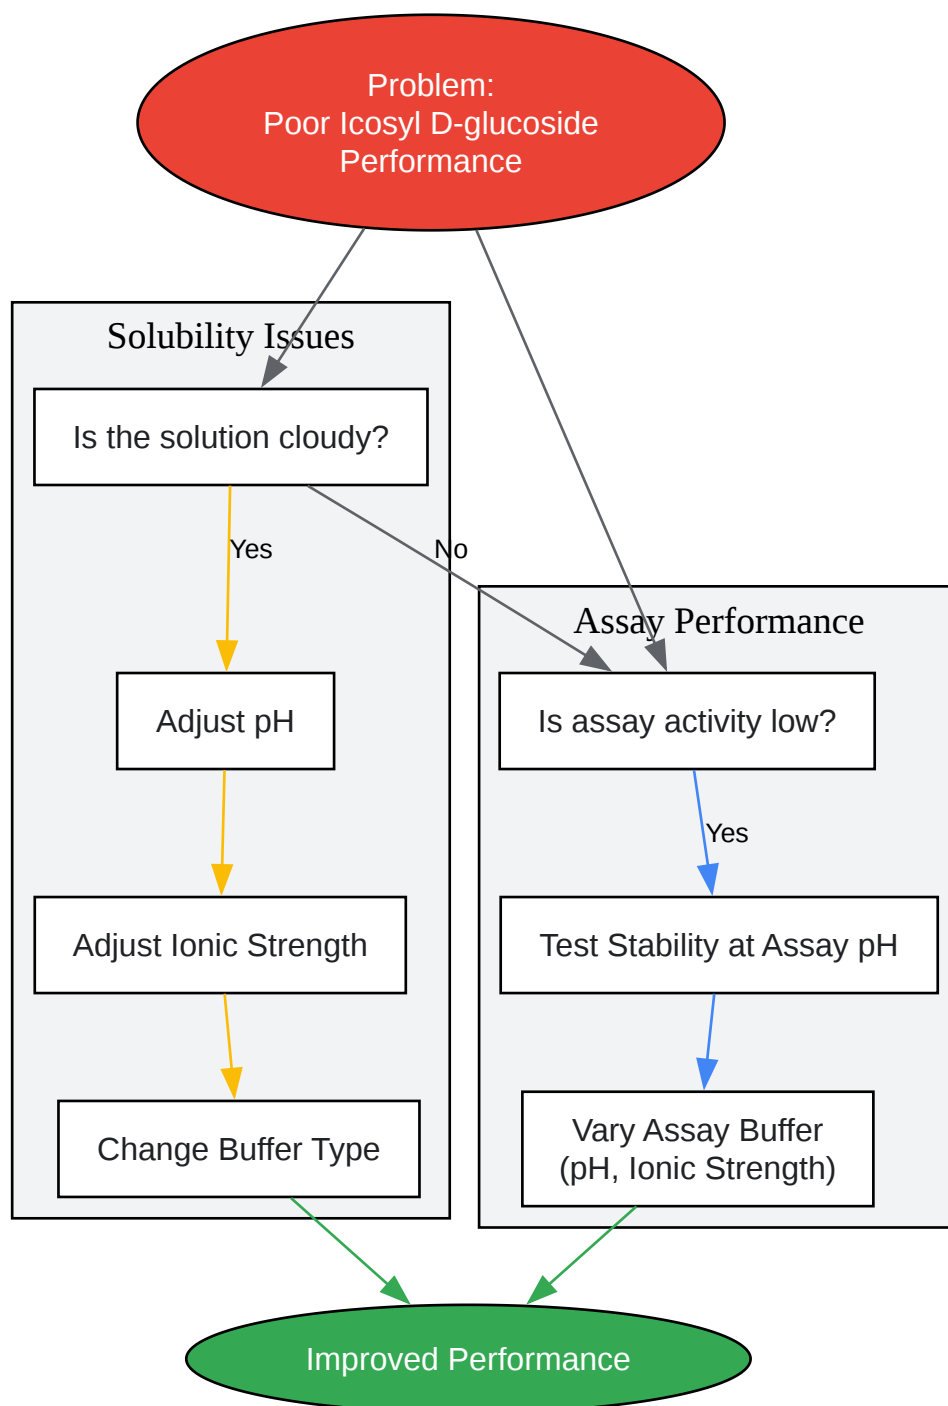 Problem:
Poor Icosyl D-glucoside
Performance
Solubility Issues
Is the solution cloudy?
Yes
No
Adjust pH
Adjust Ionic Strength
Change Buffer Type
Assay Performance
Is assay activity low?
Yes
Test Stability at Assay pH
Vary Assay Buffer
(pH, Ionic Strength)
Improved Performance